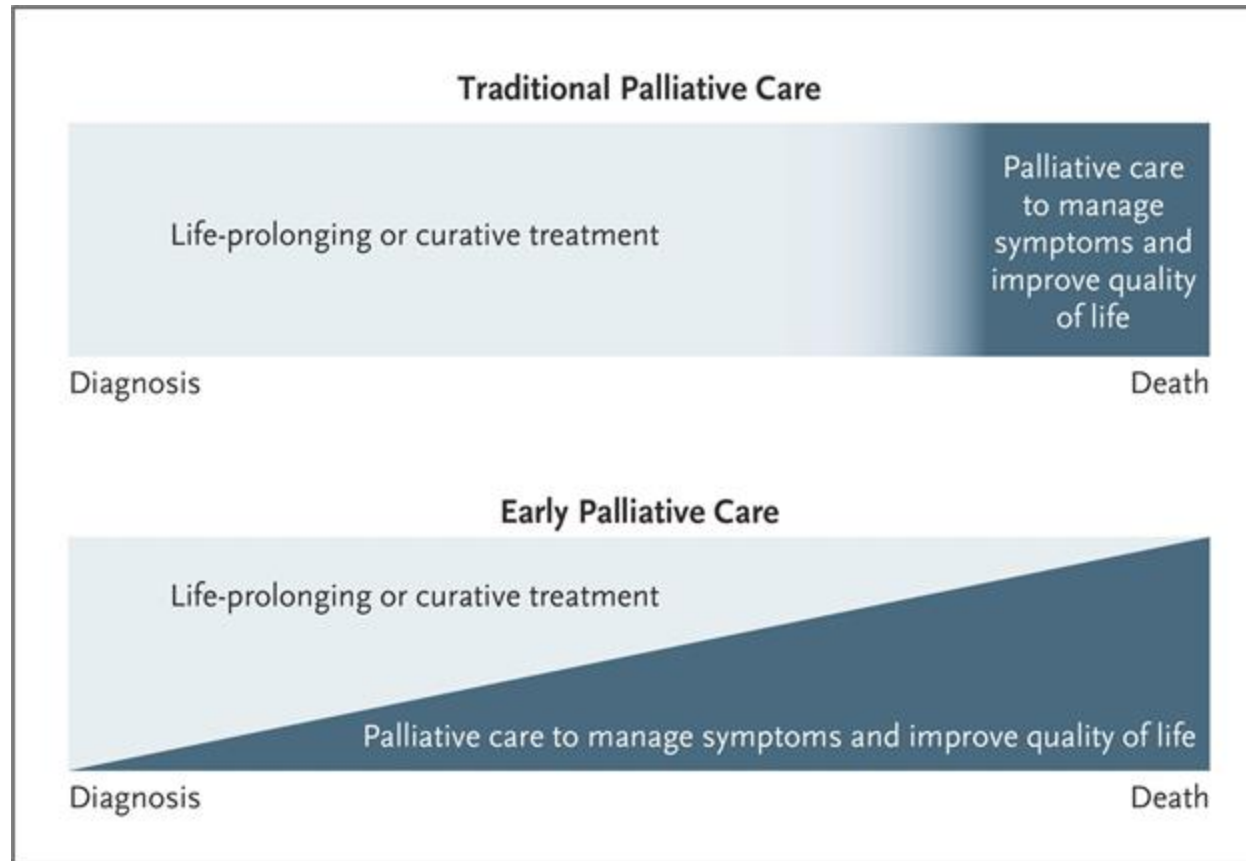 Traditional Palliative Care
Life-prolonging or curative treatment
Palliative care
to manage
symptoms and
improve quality
of life
Diagnosis
Death
Early Palliative Care
Life-prolonging or curative treatment
Palliative care to manage symptoms and improve quality of life
Diagnosis
Death